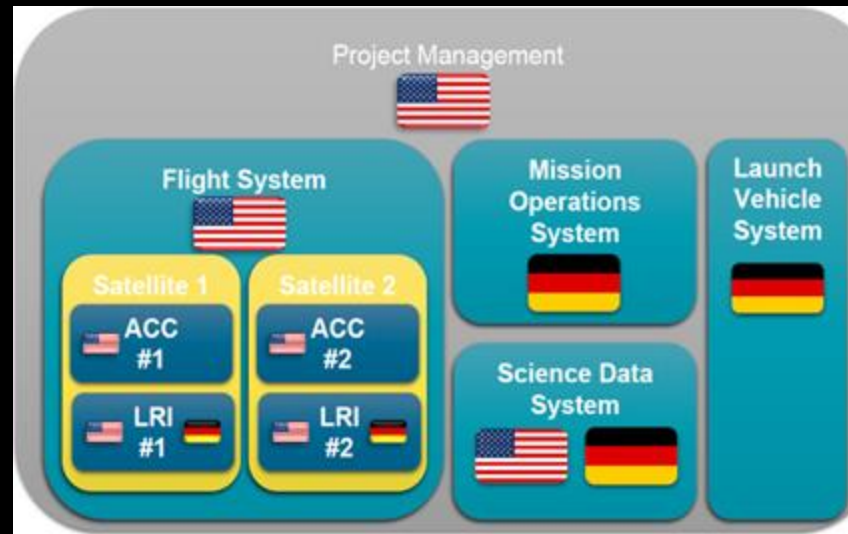 Project Management
Flight System
Satellite 1
ACC
#1
LRI
#1
Satellite 2
ACC
#2
LRI
#2
Mission
Operations
System
Science Data
System
Launch
Vehicle
System